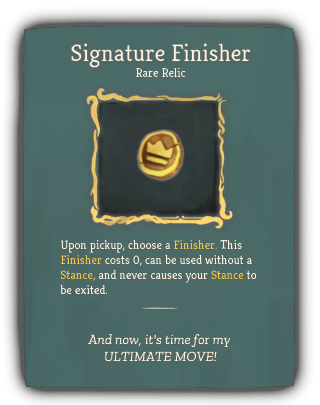 Signature Finisher
Rare Relic
Upon pickup, choose a Finisher. This
Finisher costs 0, can be used without a
Stance, and never causes your Stance to
be exited.
And now, it's time for my
ULTIMATE MOVE!